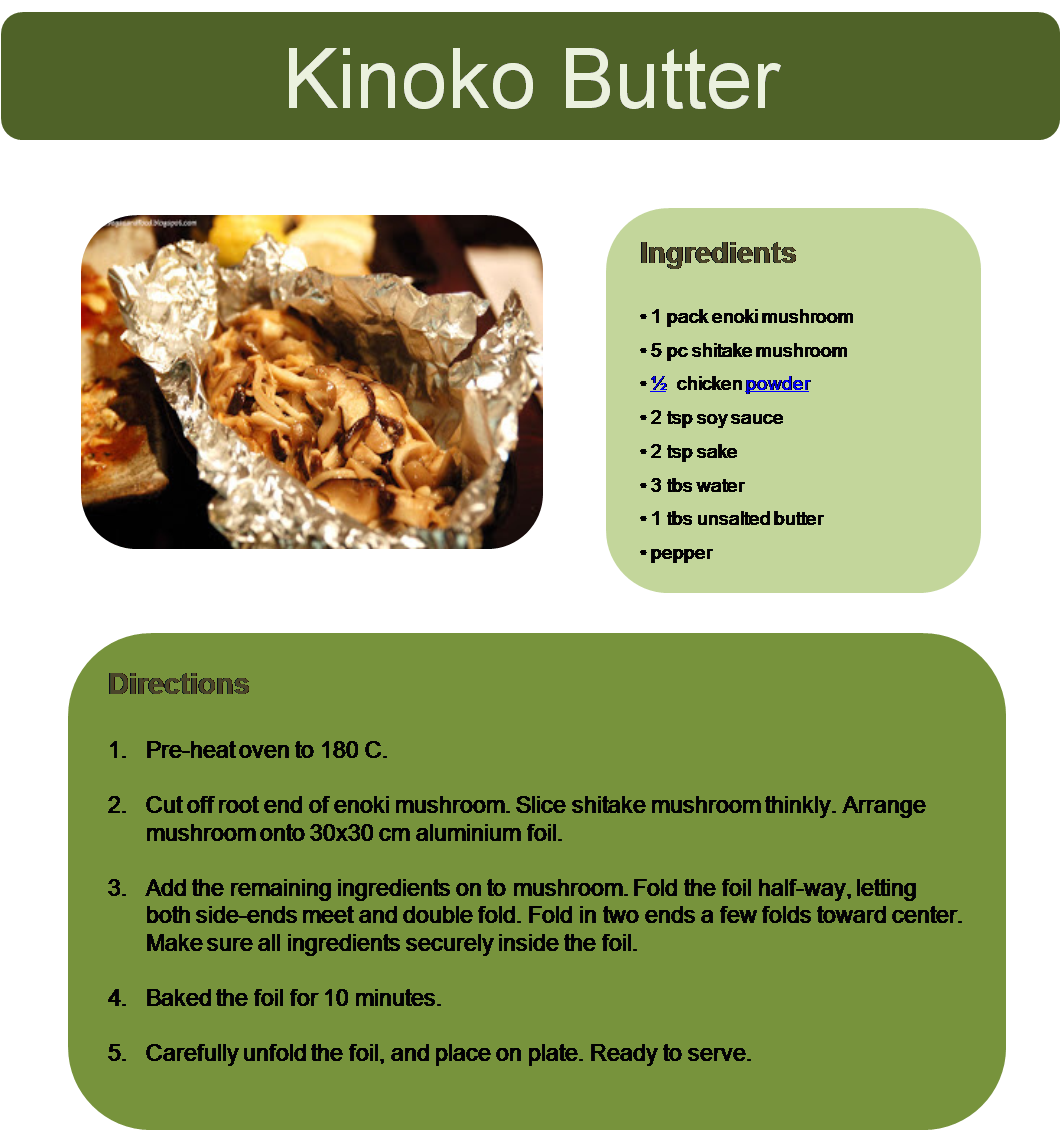 Kinoko Butter
Ingredients
• 1 pack enoki mushroom
• 5 pc shitake mushroom
• ½ chicken powder
• 2 tsp soy sauce
• 2 tsp sake
• 3 tbs water
• 1 tbs unsalted butter
• pepper
Directions
1. Pre-heat oven to 180 C.
2. Cut off root end of enoki mushroom. Slice shitake mushroom thinkly. Arrange
mushroom onto 30x30 cm aluminium foil.
3. Add the remaining ingredients on to mushroom. Fold the foil half-way, letting
both side-ends meet and double fold. Fold in two ends a few folds toward center.
Make sure all ingredients securely inside the foil.
4. Baked the foil for 10 minutes.
5. Carefully unfold the foil, and place on plate. Ready to serve.